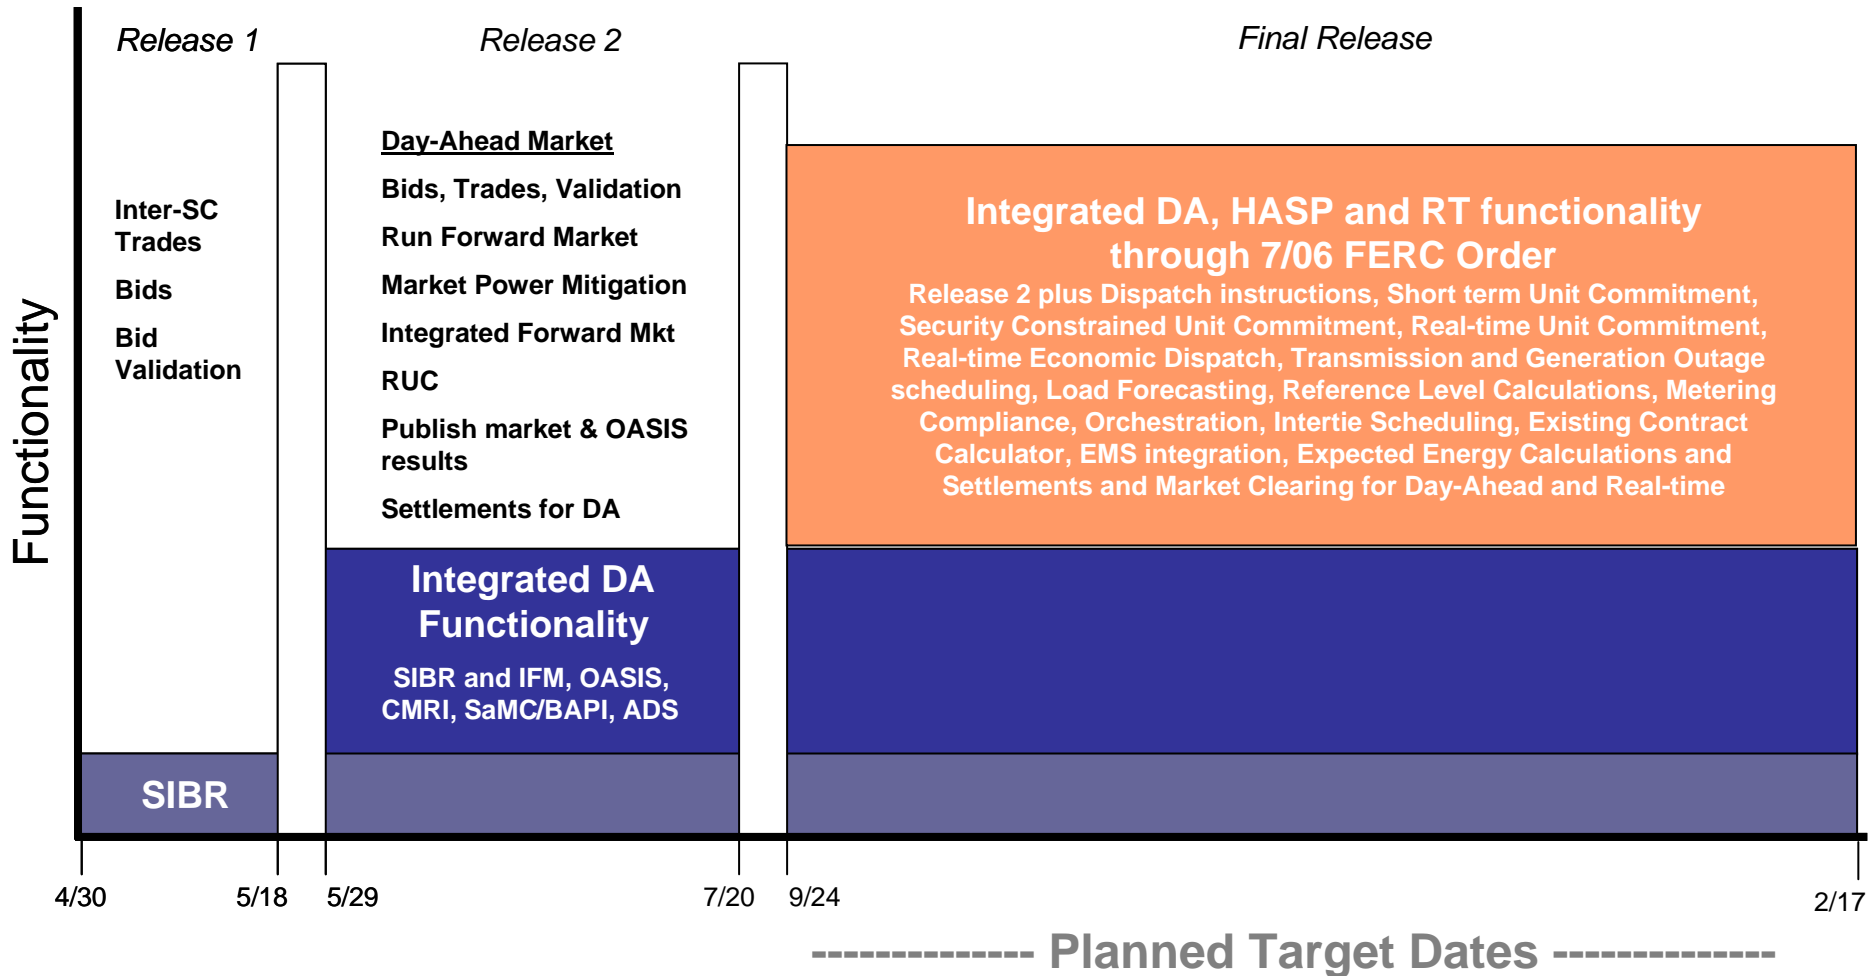 Release 1
Release 2
Final Release
Functionality
Inter-SC
Trades
Bids
Bid
Validation
Day-Ahead Market
Bids, Trades, Validation
Run Forward Market
Market Power Mitigation
Integrated Forward Mkt
RUC
Publish market & OASIS
results
Settlements for DA
Integrated DA, HASP and RT functionality
through 7/06 FERC Order
Release 2 plus Dispatch instructions, Short term Unit Commitment,
Security Constrained Unit Commitment, Real-time Unit Commitment,
Real-time Economic Dispatch, Transmission and Generation Outage
scheduling, Load Forecasting, Reference Level Calculations, Metering
Compliance, Orchestration, Intertie Scheduling, Existing Contract
Calculator, EMS integration, Expected Energy Calculations and
Settlements and Market Clearing for Day-Ahead and Real-time
Integrated DA
Functionality
SIBR and IFM, OASIS,
CMRI, SaMC/BAPI, ADS
SIBR
4/30
5/18
5/29
7/20
9/24
2/17
-------------- Planned Target Dates --------------